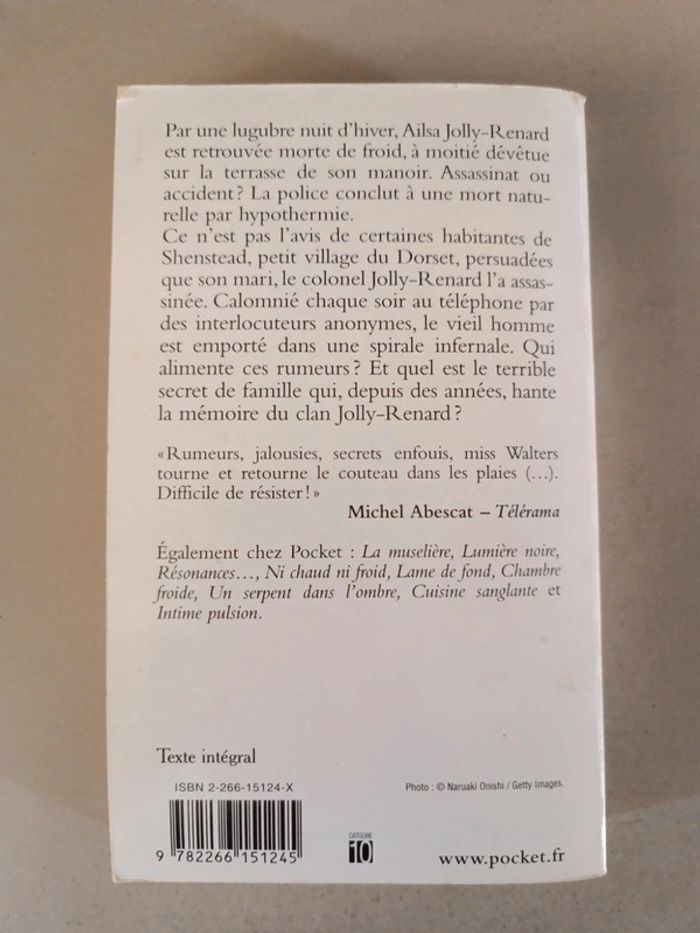 Par une lugubre nuit d'hiver, Ailsa Jolly-Renard
est retrouvée morte de froid, à moitié dévêtue
sur la terrasse de son manoir. Assassinat ou
accident ? La police conclut à une mort natu-
relle par hypothermie.
Ce n'est pas l'avis de certaines habitantes de
Shenstead, petit village du Dorset, persuadées
que son mari, le colonel Jolly-Renard l'a assas-
sinée. Calomnié chaque soir au téléphone par
des interlocuteurs anonymes, le vieil homme
est emporté dans une spirale infernale. Qui
alimente ces rumeurs ? Et quel est le terrible
secret de famille qui, depuis des années, hante
la mémoire du clan Jolly-Renard ?
« Rumeurs, jalousies, secrets enfouis, miss Walters
tourne et retourne le couteau dans les plaies (...).
Difficile de résister ! »
Michel Abescat – Télérama
Également chez Pocket : La muselière, Lumière noire,
Résonances..., Ni chaud ni froid, Lame de fond, Chambre
froide, Un serpent dans l'ombre, Cuisine sanglante et
Intime pulsion.
Texte intégral
ISBN 2-266-15124-X
Photo : © Naruaki Onishi / Getty Images.
9 782266 151245
CATÉGORIE
10
www.pocket.fr